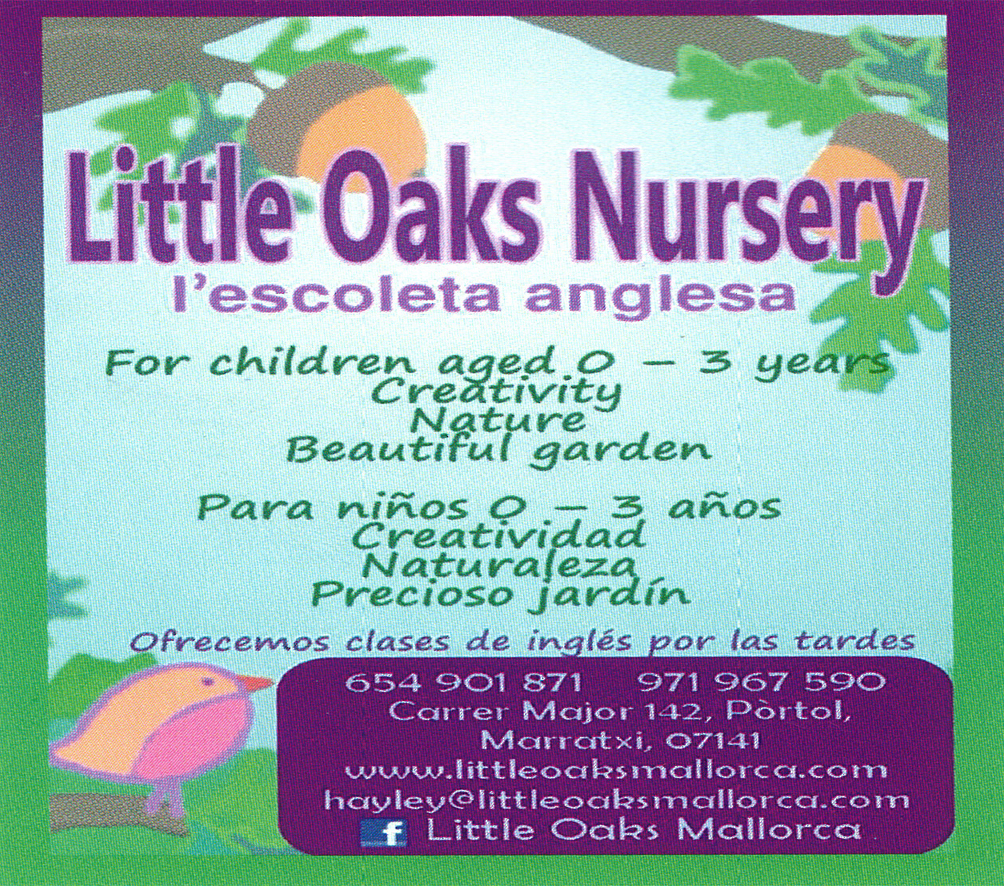 Little Oaks Nursery
l'escoleta anglesa
For children aged 0 – 3 years
Creativity
Nature
Beautiful garden
Para niños 0 – 3 años
Creatividad
Naturaleza
Precioso jardín
Ofrecemos clases de inglés por las tardes
654 901 871 971 967 590
Carrer Major 142, Pòrtol,
Marratxi, 07141
www.littleoaksmallorca.com
hayley@littleoaksmallorca.com
f Little Oaks Mallorca